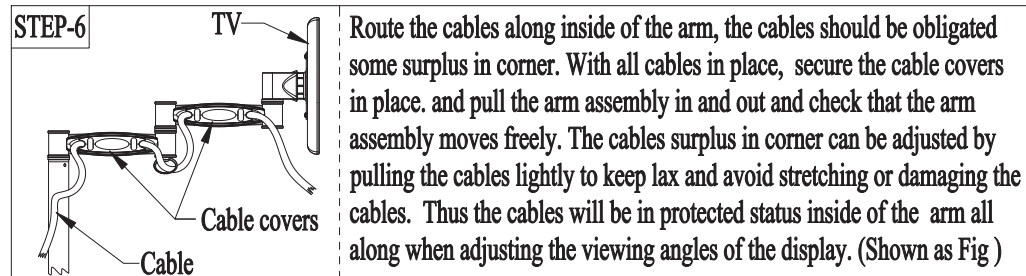 STEP-6
TV
Cable covers
Cable
Route the cables along inside of the arm, the cables should be obligated
some surplus in corner. With all cables in place, secure the cable covers
in place. and pull the arm assembly in and out and check that the arm
assembly moves freely. The cables surplus in corner can be adjusted by
pulling the cables lightly to keep lax and avoid stretching or damaging the
cables. Thus the cables will be in protected status inside of the arm all
along when adjusting the viewing angles of the display. (Shown as Fig )